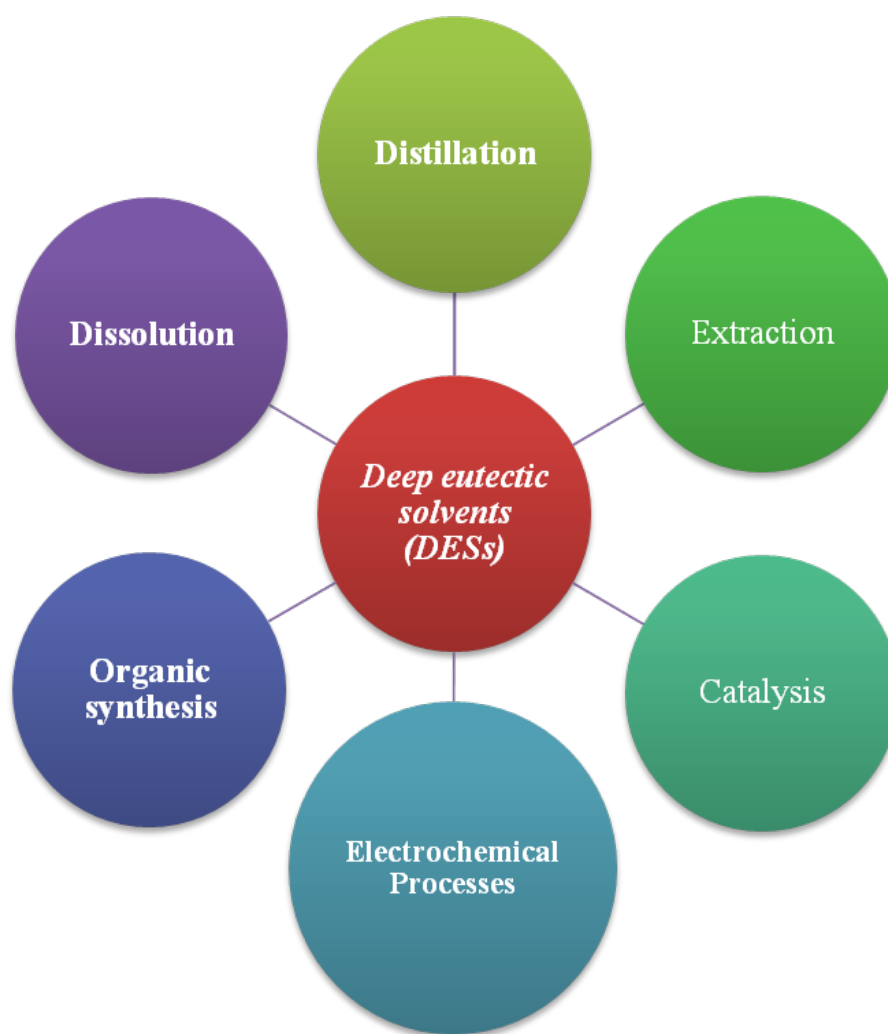 Distillation
Dissolution
Extraction
Deep eutectic
solvents
(DESs)
Organic
synthesis
Catalysis
Electrochemical
Processes